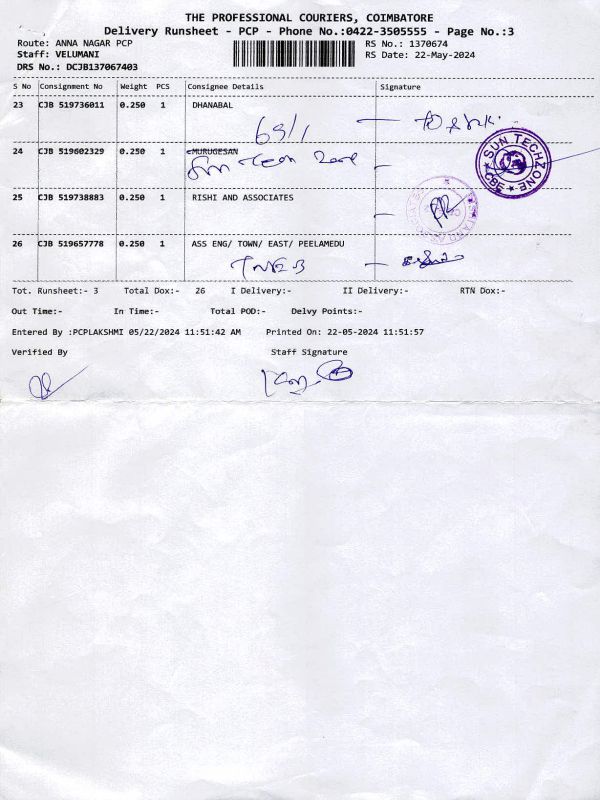 THE PROFESSIONAL COURIERS, COIMBATORE
Delivery Runsheet - PCP - Phone No.:0422-3505555 - Page No.:3
Route: ANNA NAGAR PCP RS No.: 1370674
Staff: VELUMANI RS Date: 22-May-2024
DRS No.: DCJB137067403
S No Consignment No Weight PCS Consignee Details Signature
23 CJB 519736011 0.250 1 DHANABAL
69/1
24 CJB 519602329 0.250 1 MURUGESAN
Sun Tech Zone
SUN TECHZONE
CBE
25 CJB 519738883 0.250 1 RISHI AND ASSOCIATES
26 CJB 519657778 0.250 1 ASS ENG/ TOWN/ EAST/ PEELAMEDU
TNEB
Tot. Runsheet:- 3 Total Dox:- 26 I Delivery:- II Delivery:- RTN Dox:-
Out Time:- In Time:- Total POD:- Delvy Points:-
Entered By :PCPLAKSHMI 05/22/2024 11:51:42 AM Printed On: 22-05-2024 11:51:57
Verified By Staff Signature